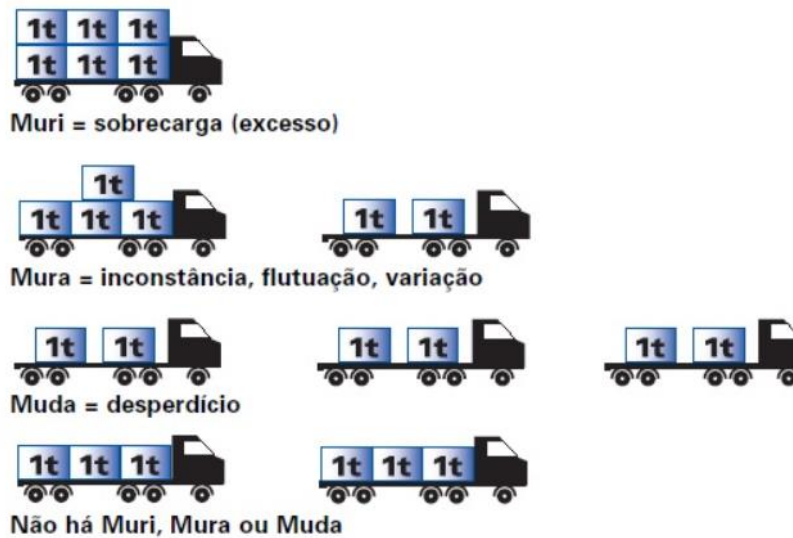 1t 1t 1t
1t 1t 1t
Muri = sobrecarga (excesso)
1t
1t 1t 1t 1t 1t
Mura = inconstância, flutuação, variação
1t 1t 1t 1t 1t 1t
Muda = desperdício
1t 1t 1t 1t 1t 1t
Não há Muri, Mura ou Muda